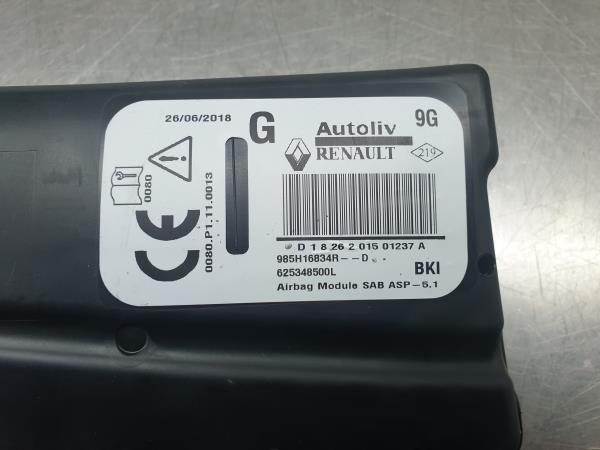 26/06/2018
G
Autoliv
9G
RENAULT
219
0080
CE
0080.P1.11.0013
D 1 8 26 2 015 01237 A
985H16834R--D
625348500L
BKI
Airbag Module SAB ASP-5.1